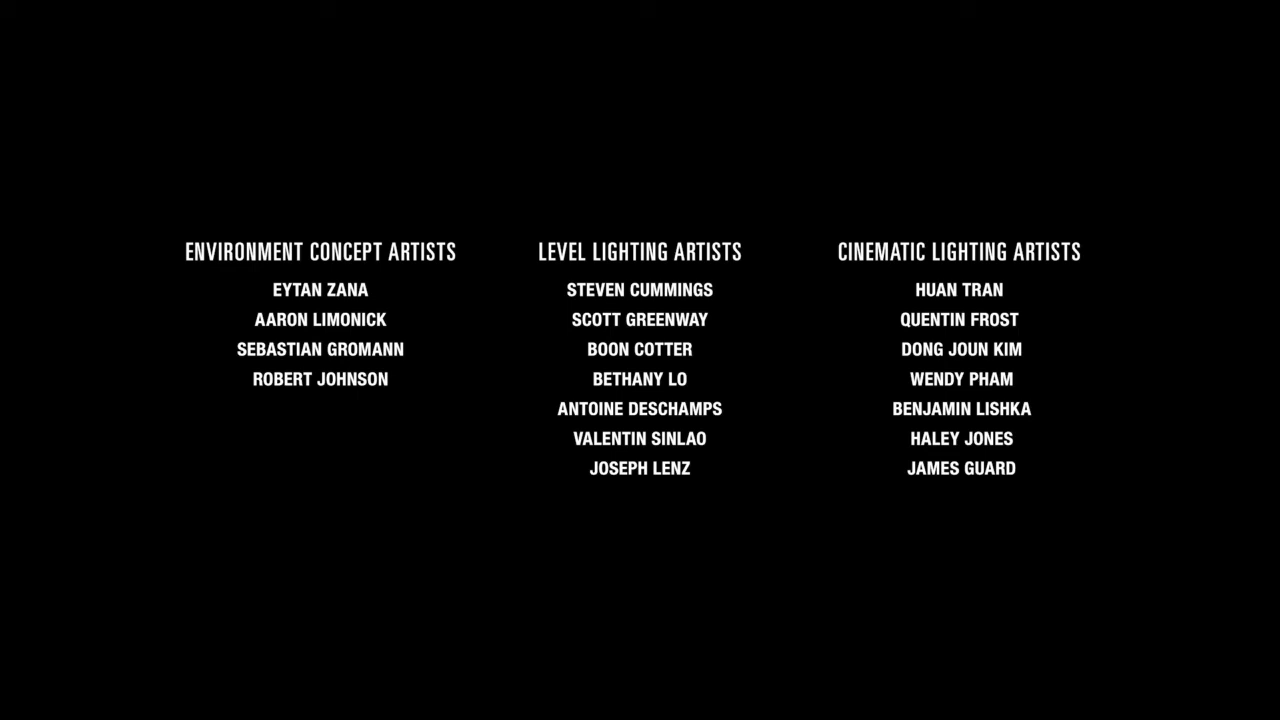 ENVIRONMENT CONCEPT ARTISTS
EYTAN ZANA
AARON LIMONICK
SEBASTIAN GROMANN
ROBERT JOHNSON
LEVEL LIGHTING ARTISTS
STEVEN CUMMINGS
SCOTT GREENWAY
BOON COTTER
BETHANY LO
ANTOINE DESCHAMPS
VALENTIN SINLAO
JOSEPH LENZ
CINEMATIC LIGHTING ARTISTS
HUAN TRAN
QUENTIN FROST
DONG JOUN KIM
WENDY PHAM
BENJAMIN LISHKA
HALEY JONES
JAMES GUARD